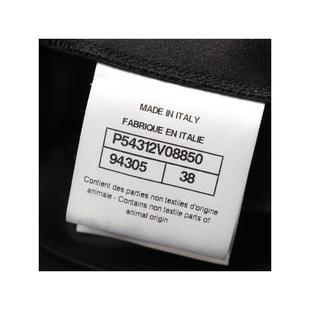 MADE IN ITALY
FABRIQUE EN ITALIE
P54312V08850
94305 38
Contient des parties non textiles d'origine
animale - Contains non textile parts of
animal origin